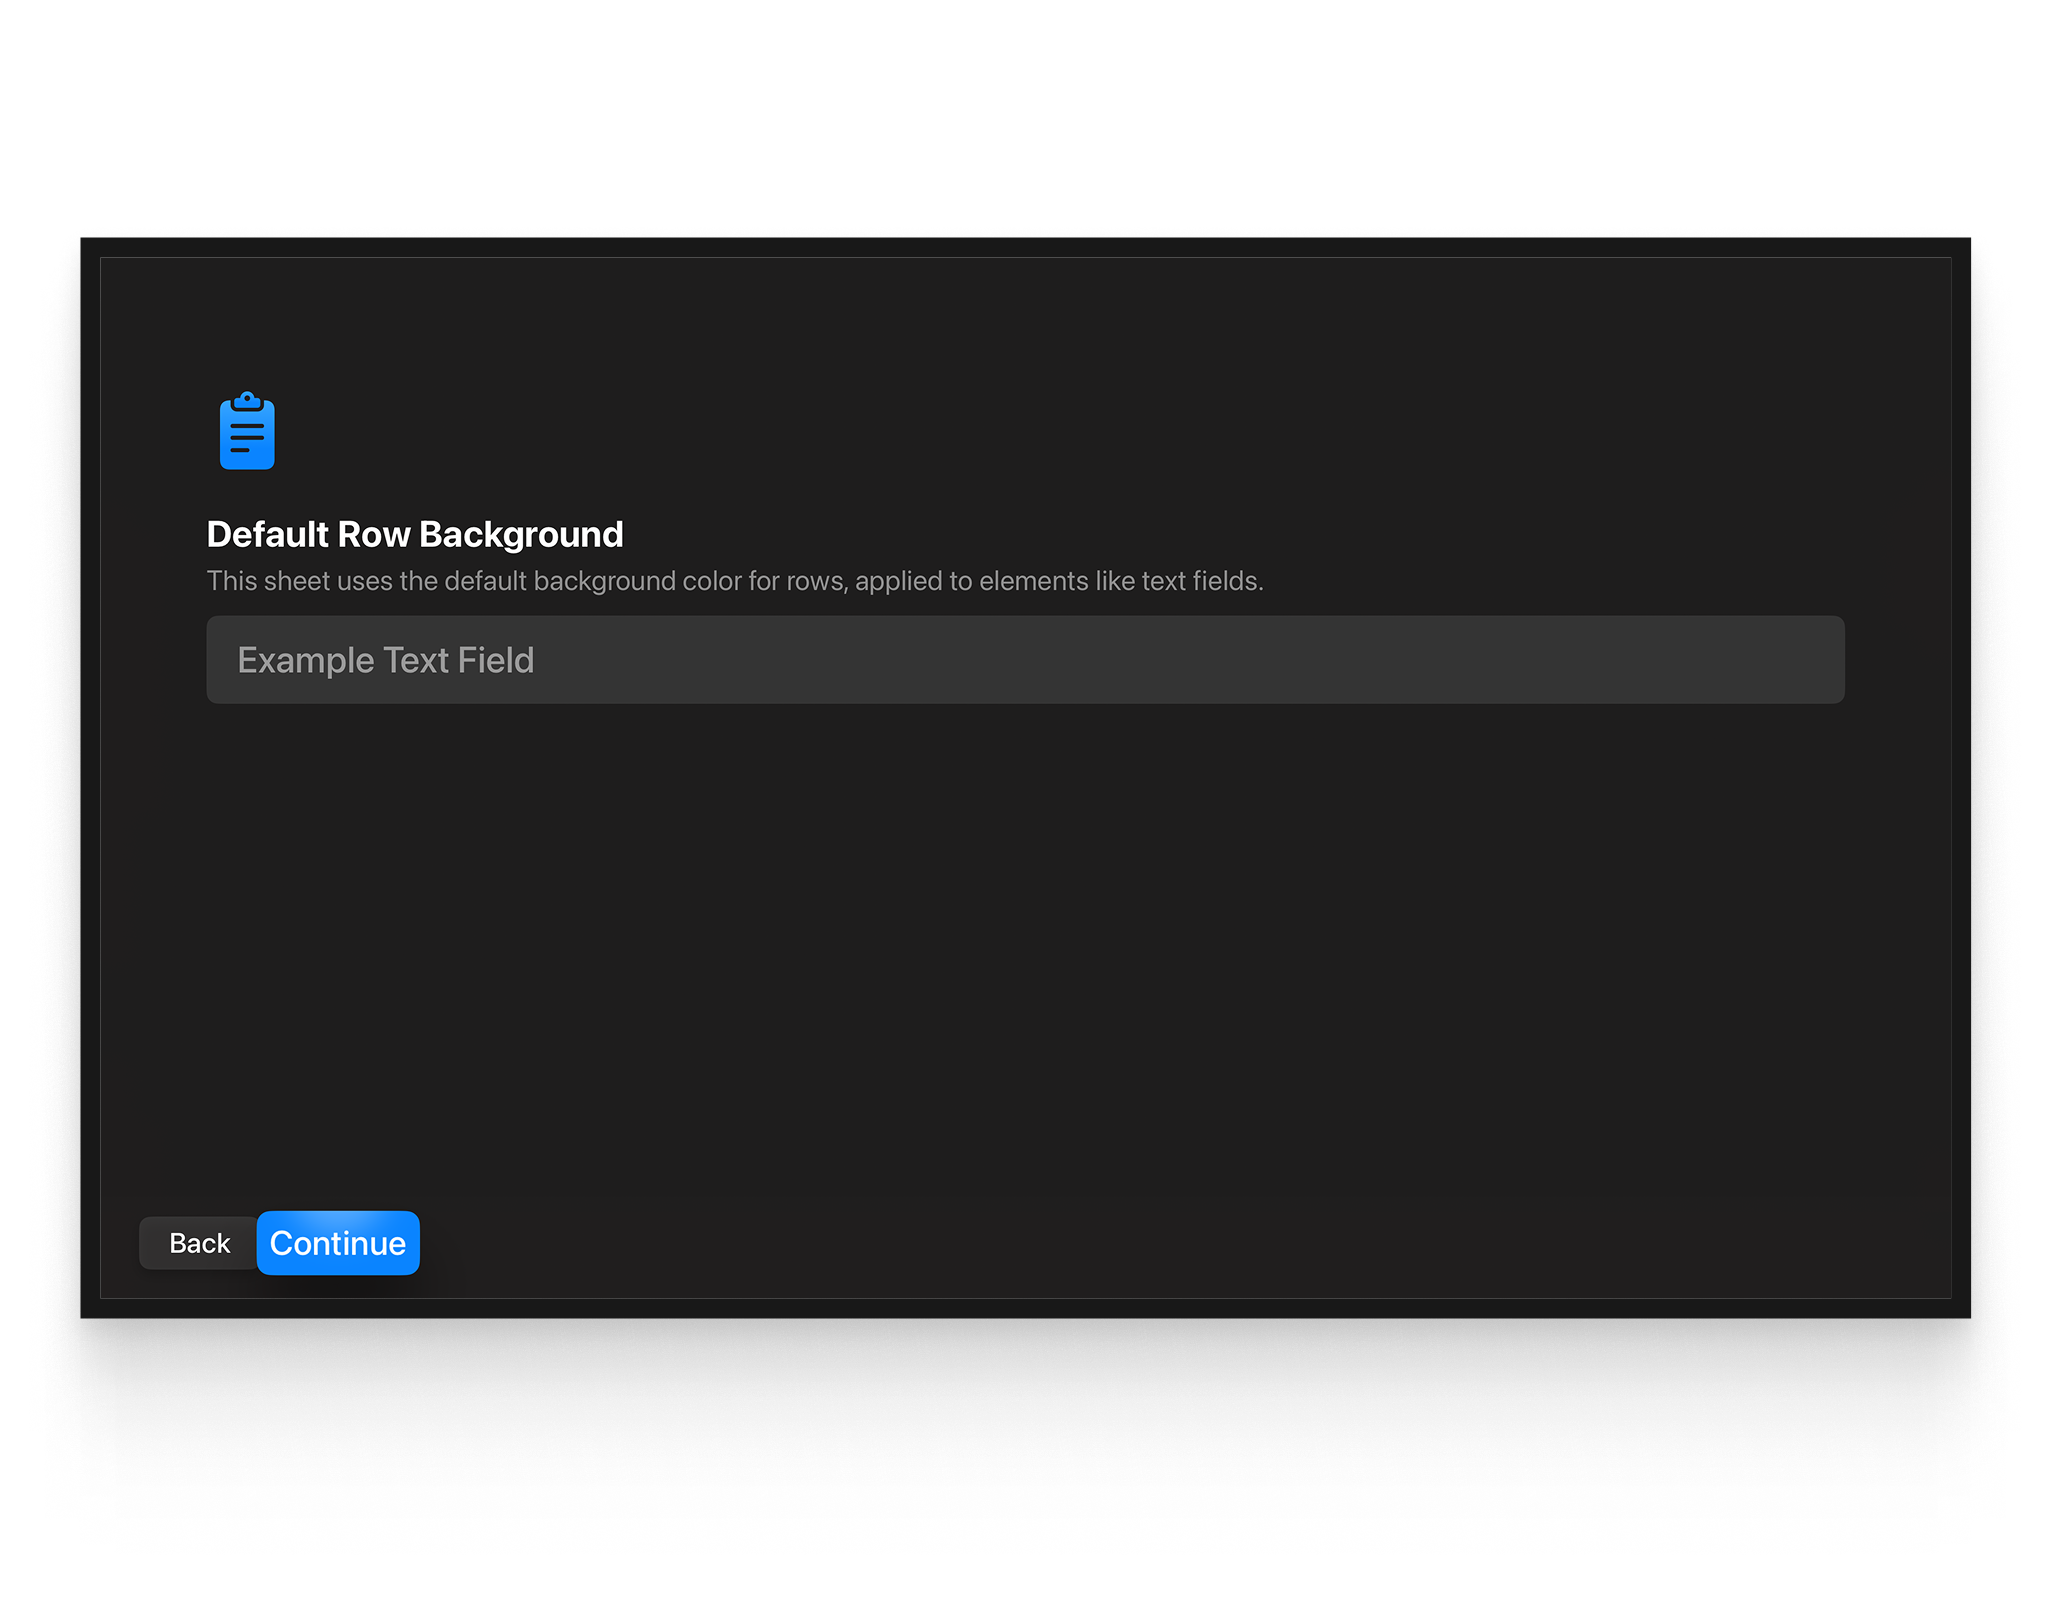 Default Row Background
This sheet uses the default background color for rows, applied to elements like text fields.
Example Text Field
Back
Continue